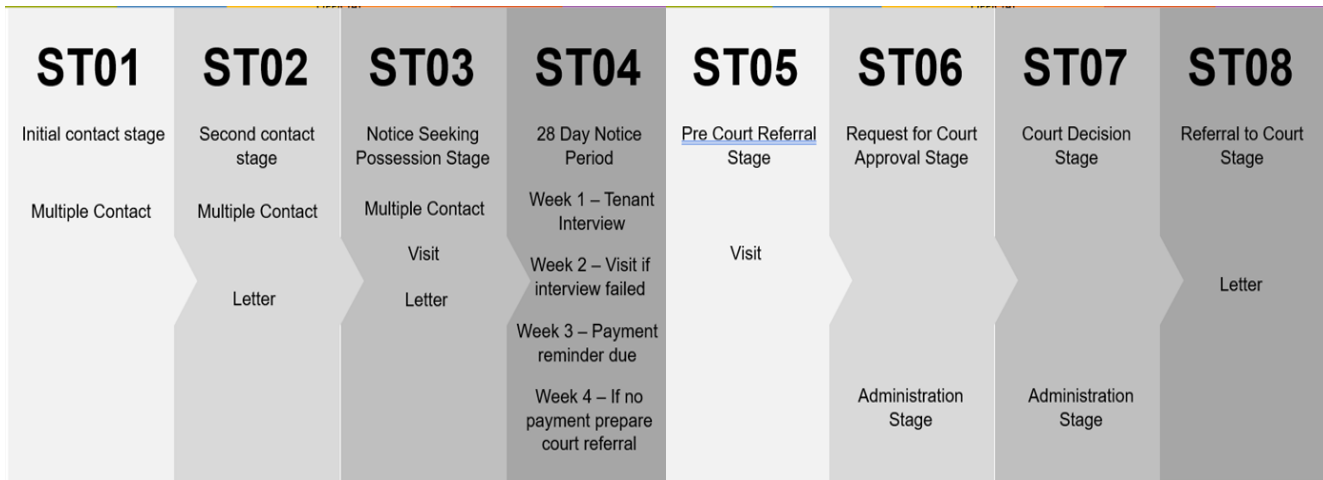 ST01
Initial contact stage
Multiple Contact
ST02
Second contact
stage
Multiple Contact
Letter
ST03
Notice Seeking
Possession Stage
Multiple Contact
Visit
Letter
ST04
28 Day Notice
Period
Week 1 – Tenant
Interview
Week 2 – Visit if
interview failed
Week 3 – Payment
reminder due
Week 4 – If no
payment prepare
court referral
ST05
Pre Court Referral
Stage
Visit
ST06
Request for Court
Approval Stage
Administration
Stage
ST07
Court Decision
Stage
Administration
Stage
ST08
Referral to Court
Stage
Letter